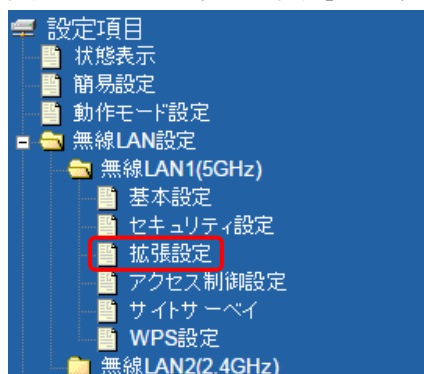 設定項目
状態表示
簡易設定
動作モード設定
無線LAN設定
無線LAN1(5GHz)
基本設定
セキュリティ設定
拡張設定
アクセス制御設定
サイトサーベイ
WPS設定
無線LAN2(2.4GHz)